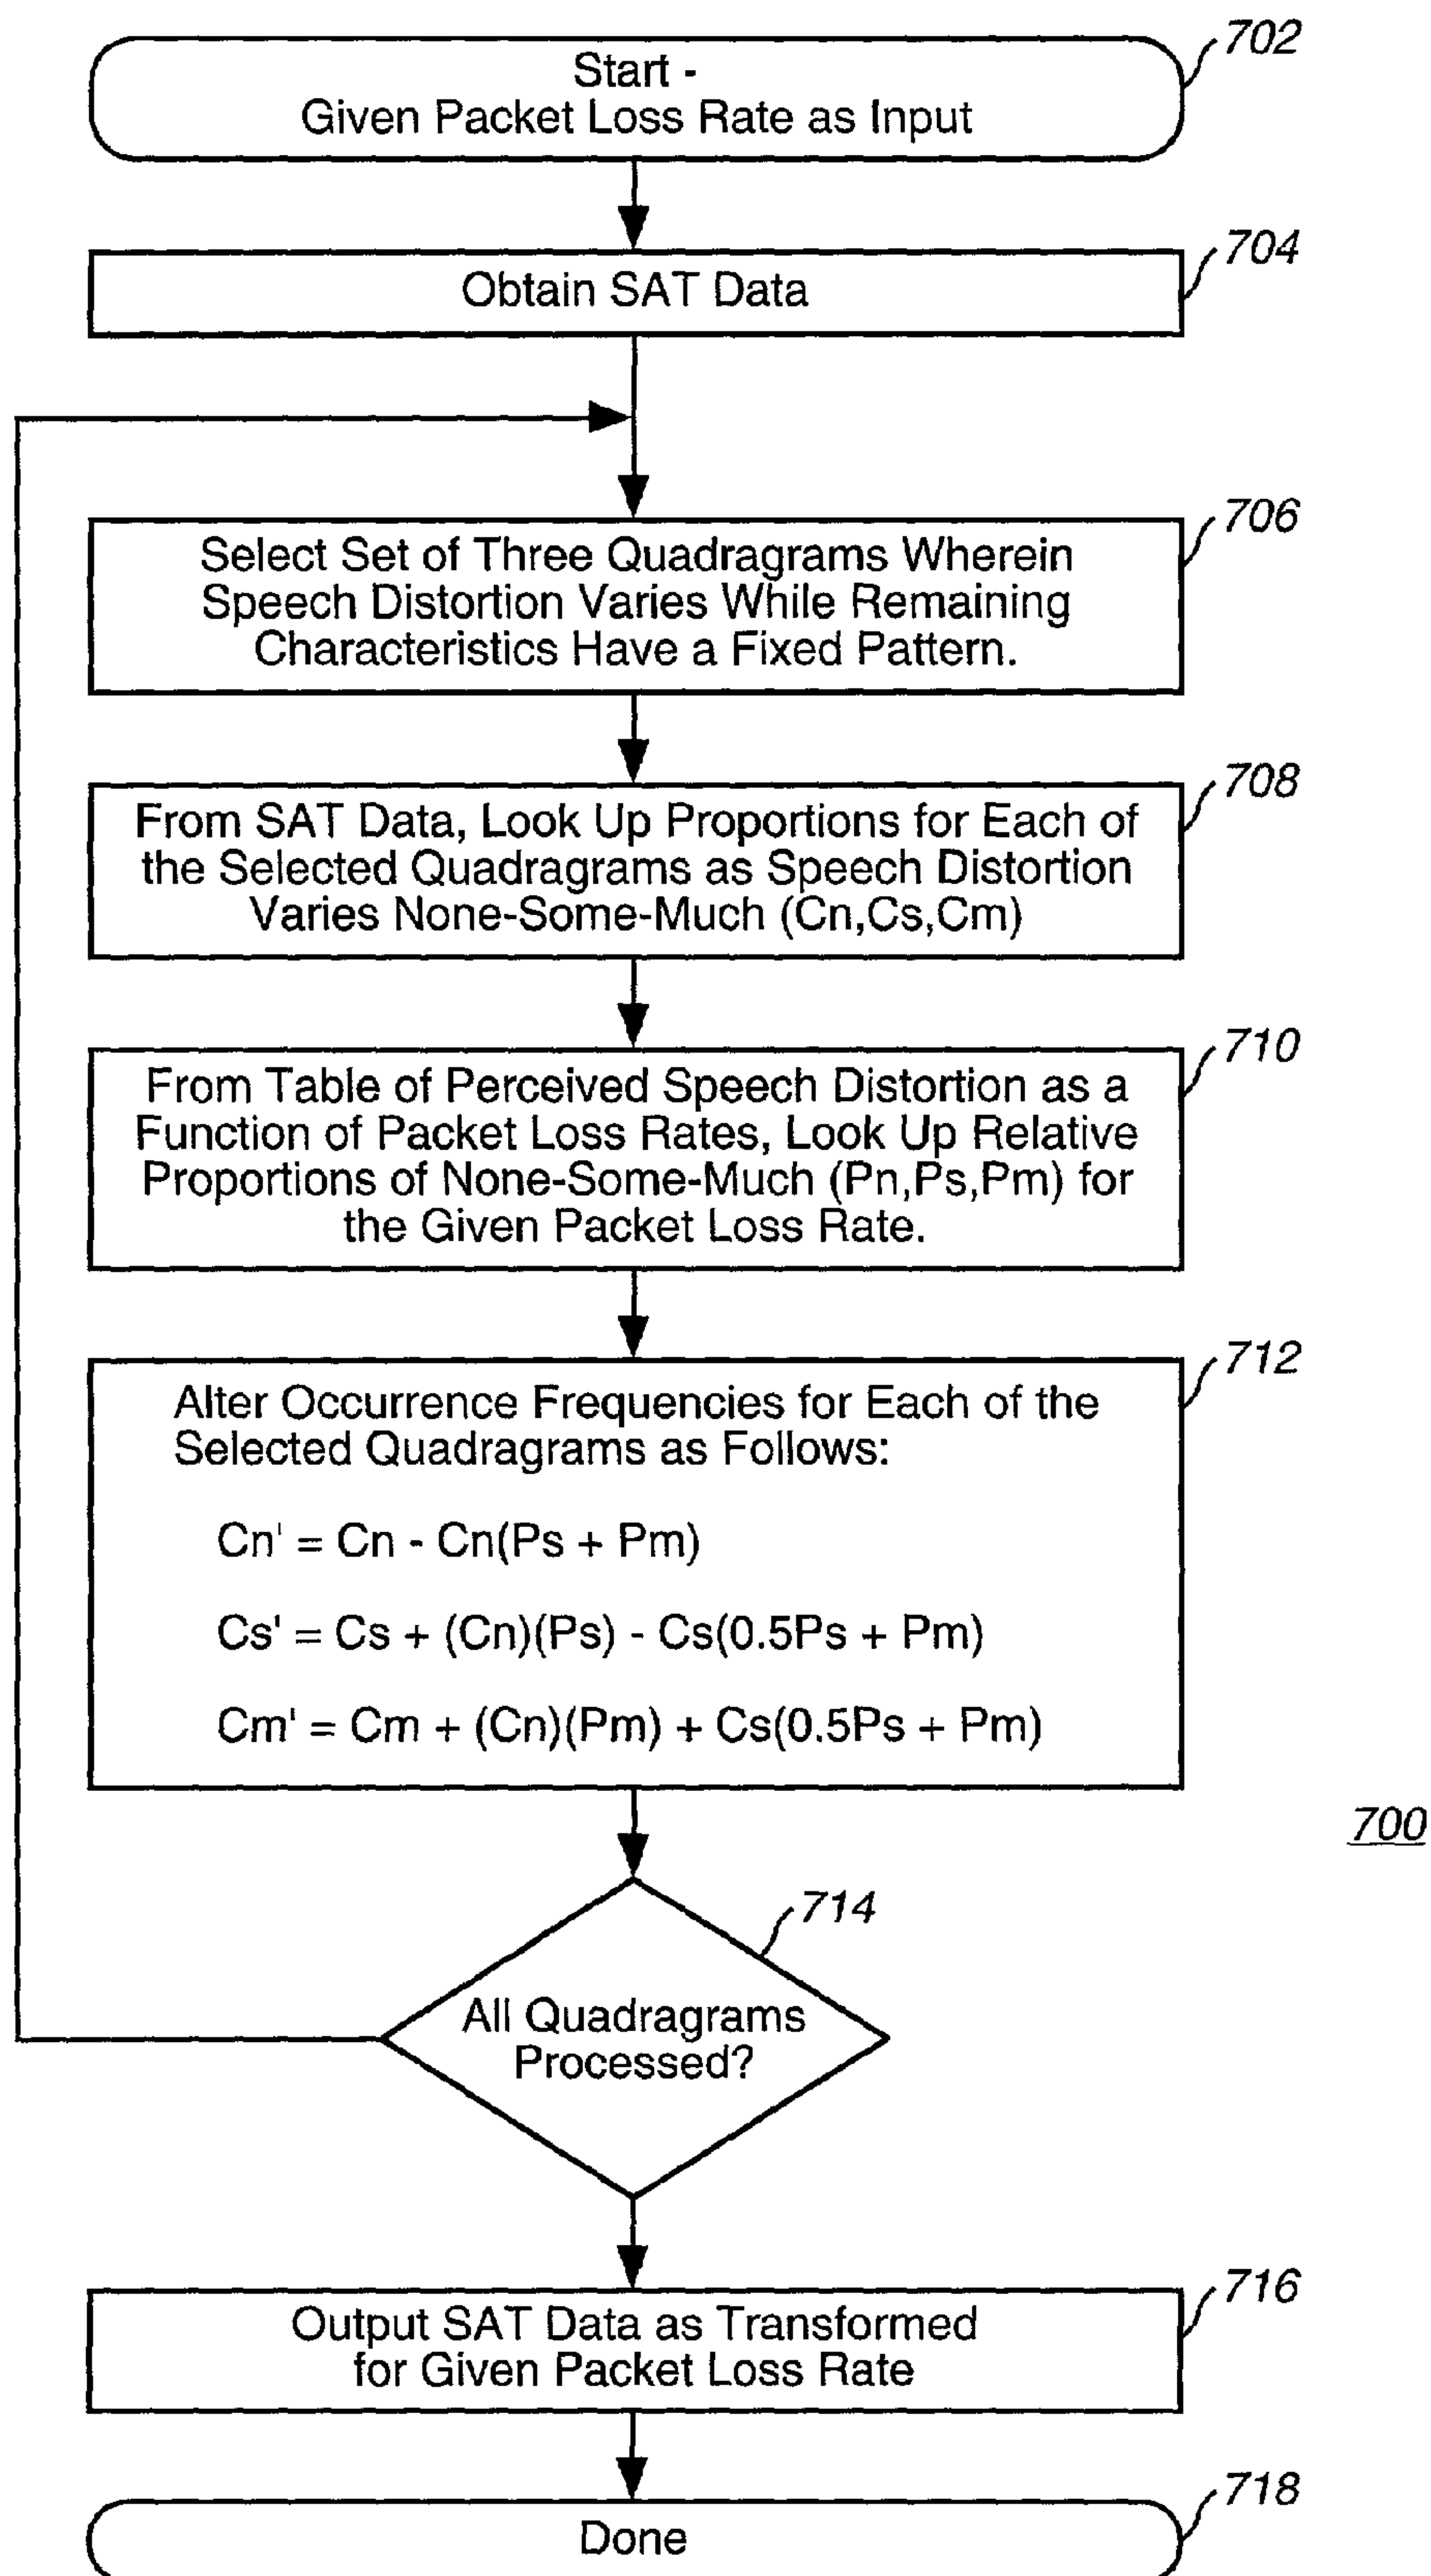 702
Start -
Given Packet Loss Rate as Input
704
Obtain SAT Data
706
Select Set of Three Quadragrams Wherein
Speech Distortion Varies While Remaining
Characteristics Have a Fixed Pattern.
708
From SAT Data, Look Up Proportions for Each of
the Selected Quadragrams as Speech Distortion
Varies None-Some-Much (Cn,Cs,Cm)
710
From Table of Perceived Speech Distortion as a
Function of Packet Loss Rates, Look Up Relative
Proportions of None-Some-Much (Pn,Ps,Pm) for
the Given Packet Loss Rate.
712
Alter Occurrence Frequencies for Each of the
Selected Quadragrams as Follows:
Cn' = Cn - Cn(Ps + Pm)
Cs' = Cs + (Cn)(Ps) - Cs(0.5Ps + Pm)
Cm' = Cm + (Cn)(Pm) + Cs(0.5Ps + Pm)
700
714
All Quadragrams
Processed?
716
Output SAT Data as Transformed
for Given Packet Loss Rate
718
Done